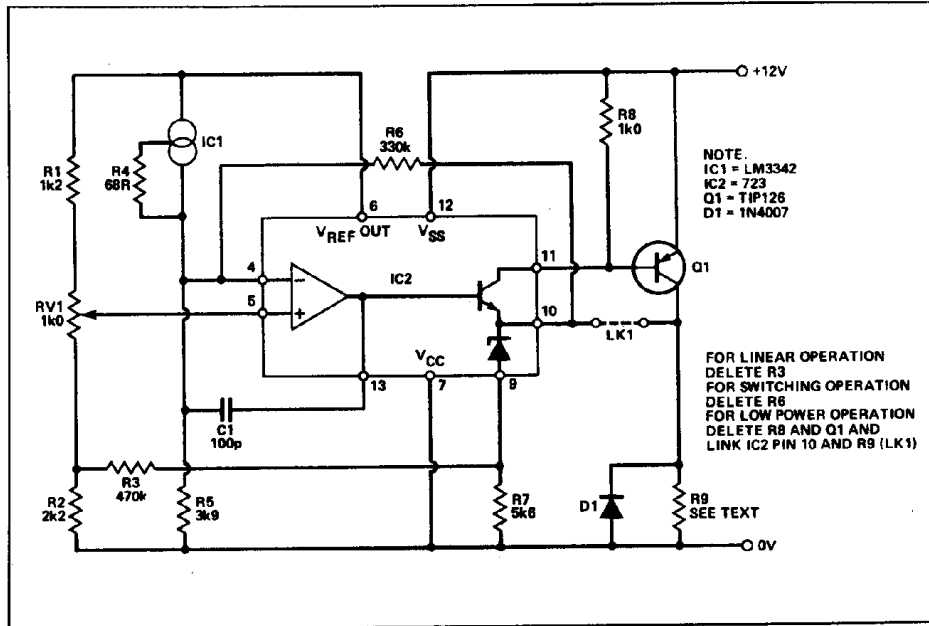 +12V
R8
1k0
IC1
R6
330k
R1
1k2
R4
68R
NOTE.
IC1 = LM3342
IC2 = 723
Q1 = TIP126
D1 = 1N4007
6
12
VREF OUT
VSS
11
Q1
4
IC2
RV1
1k0
5
10
LK1
VCC
13
7
9
FOR LINEAR OPERATION
DELETE R3
FOR SWITCHING OPERATION
DELETE R6
FOR LOW POWER OPERATION
DELETE R8 AND Q1 AND
LINK IC2 PIN 10 AND R9 (LK1)
C1
100p
R3
470k
R2
2k2
R5
3k9
R7
5k6
D1
R9
SEE TEXT
0V